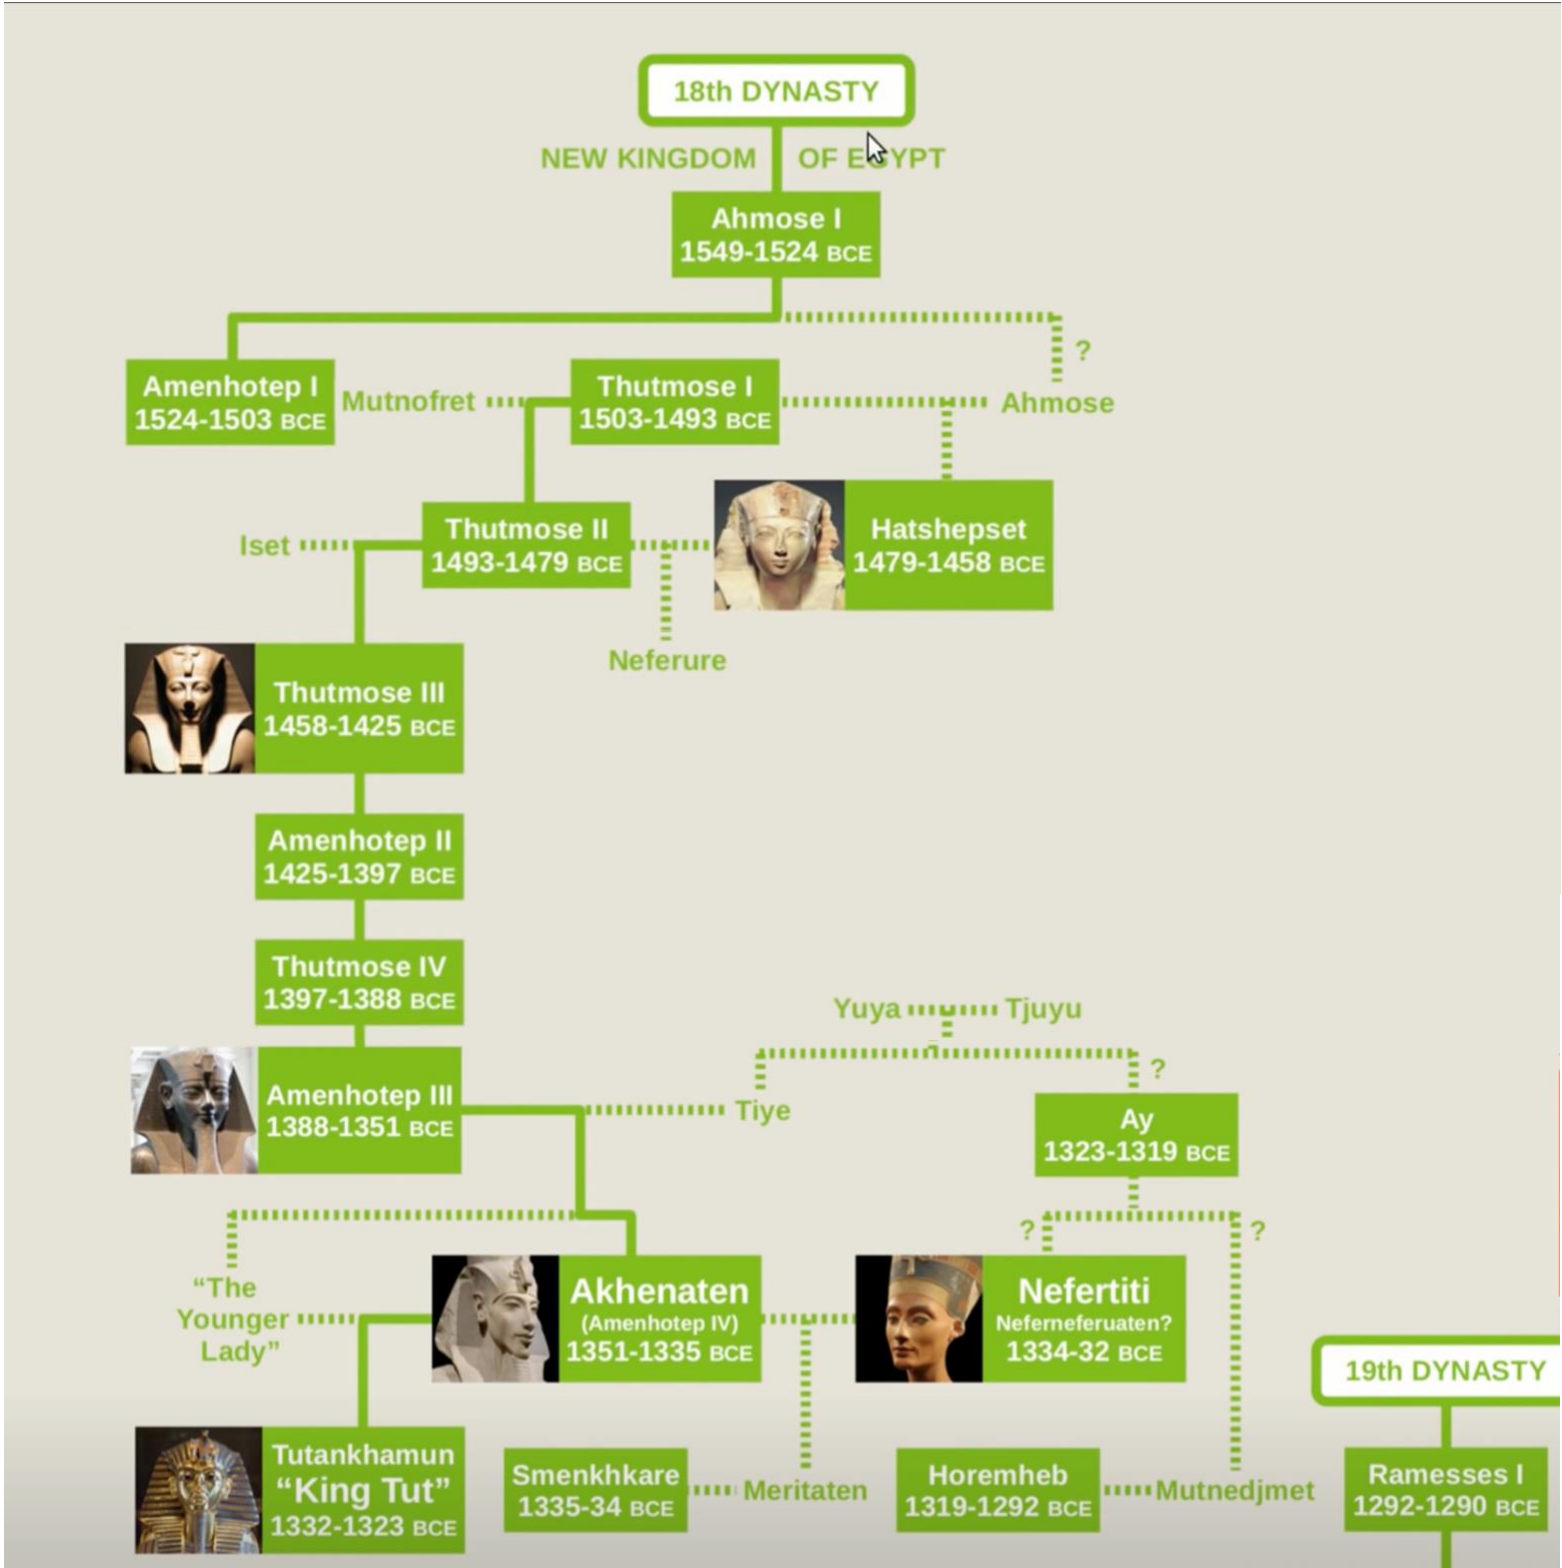 18th DYNASTY
NEW KINGDOM OF EGYPT
Ahmose I
1549-1524 BCE
?
Amenhotep I
1524-1503 BCE
Mutnofret
Thutmose I
1503-1493 BCE
Ahmose
Iset
Thutmose II
1493-1479 BCE
Hatshepset
1479-1458 BCE
Neferure
Thutmose III
1458-1425 BCE
Amenhotep II
1425-1397 BCE
Thutmose IV
1397-1388 BCE
Yuya
Tjuyu
?
Amenhotep III
1388-1351 BCE
Tiye
Ay
1323-1319 BCE
?
?
“The
Younger
Lady”
Akhenaten
(Amenhotep IV)
1351-1335 BCE
Nefertiti
Neferneferuaten?
1334-32 BCE
19th DYNASTY
Tutankhamun
“King Tut”
1332-1323 BCE
Smenkhkare
1335-34 BCE
Meritaten
Horemheb
1319-1292 BCE
Mutnedjmet
Ramesses I
1292-1290 BCE